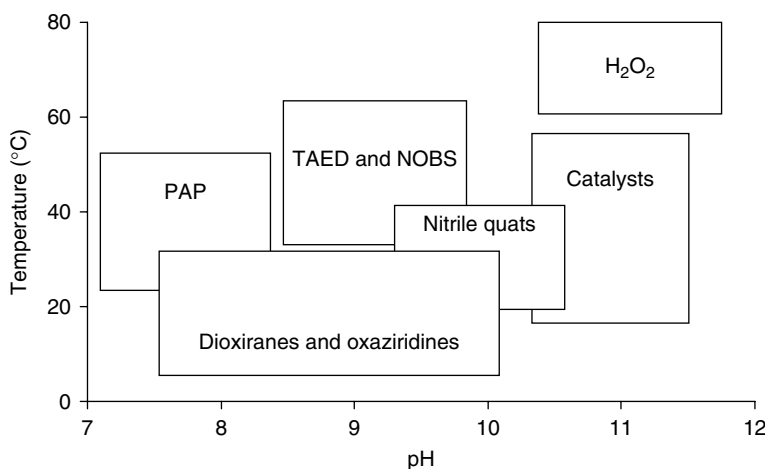 80
60
40
20
0
Temperature (°C)
H₂O₂
TAED and NOBS
PAP
Catalysts
Nitrile quats
Dioxiranes and oxaziridines
7 8 9 10 11 12
pH